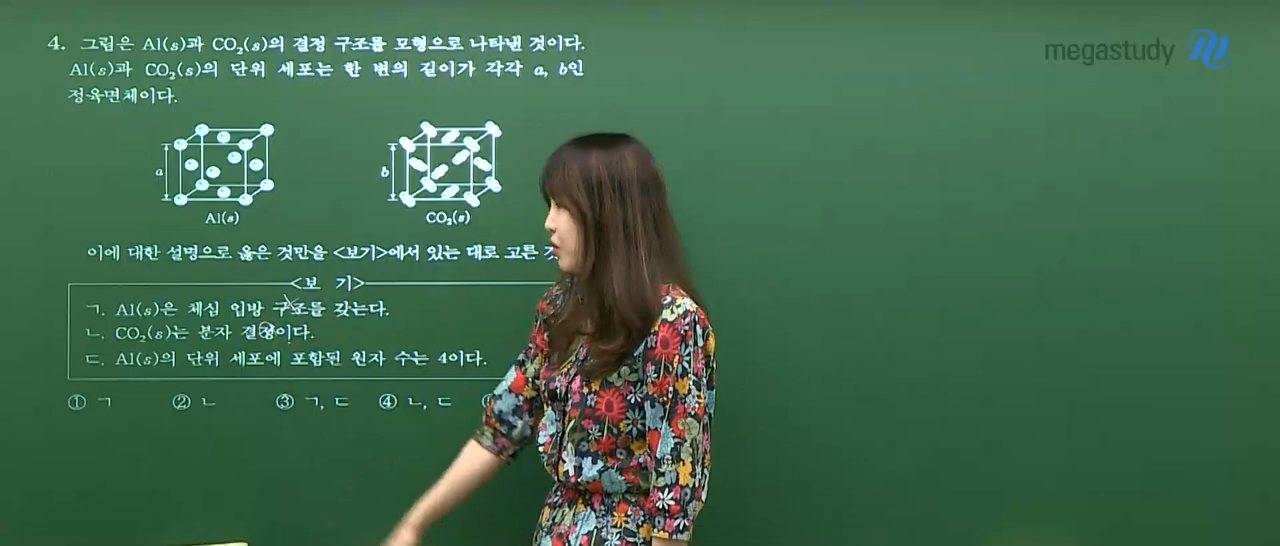 megastudy
4. 그림은 Al(s)과 CO₂(s)의 결정 구조를 모형으로 나타낸 것이다.
Al(s)과 CO₂(s)의 단위 세포는 한 변의 길이가 각각 a, b인
정육면체이다.
a
b
Al(s)
CO₂(s)
이에 대한 설명으로 옳은 것만을 <보기>에서 있는 대로 고른
<보 기>
ㄱ. Al(s)은 체심 입방 구조를 갖는다.
ㄴ. CO₂(s)는 분자 결정이다.
ㄷ. Al(s)의 단위 세포에 포함된 원자 수는 4이다.
① ㄱ ② ㄴ ③ ㄱ, ㄷ ④ ㄴ, ㄷ